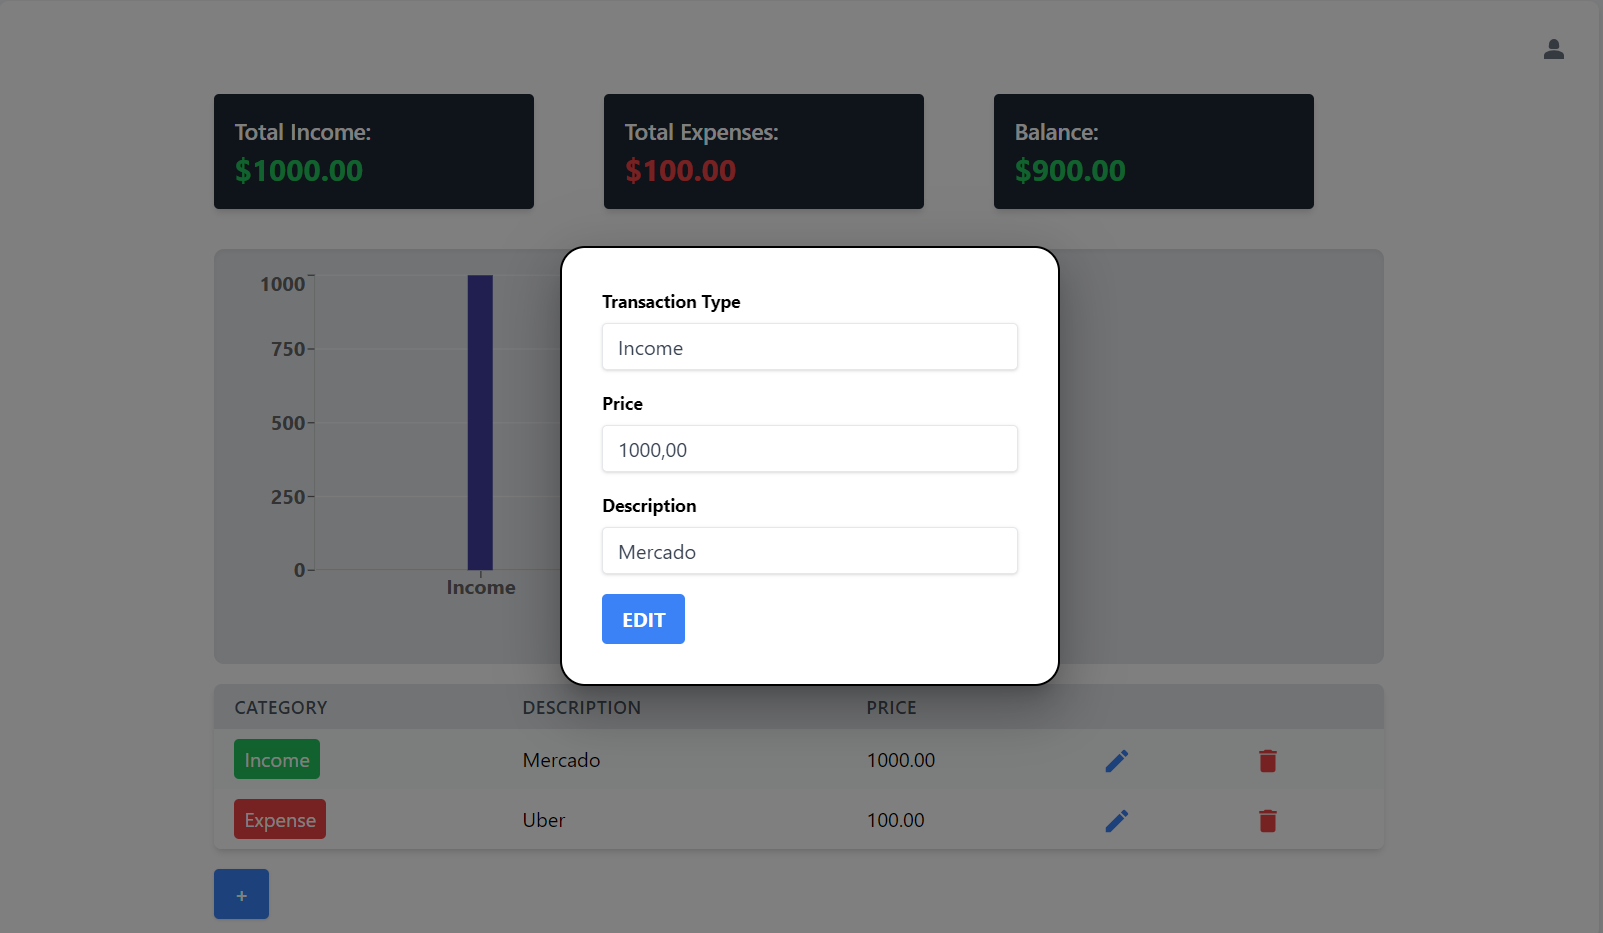 Total Income:
$1000.00
Total Expenses:
$100.00
Balance:
$900.00
1000
750
500
250
0
Income
Transaction Type
Income
Price
1000,00
Description
Mercado
EDIT
CATEGORY DESCRIPTION PRICE
Income Mercado 1000.00
Expense Uber 100.00
+